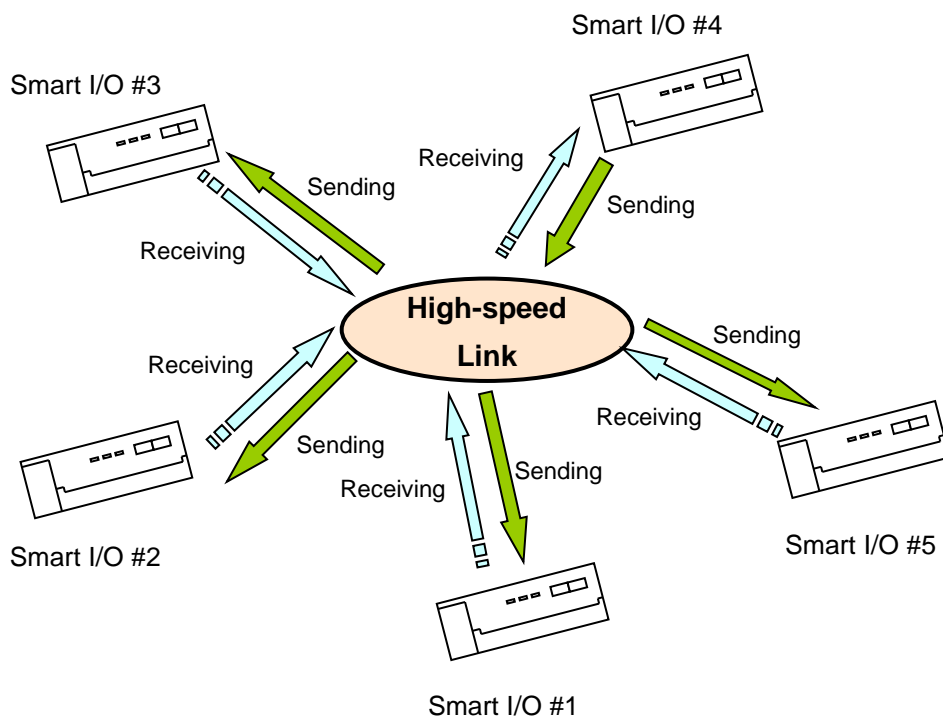 Smart I/O #4
Smart I/O #3
Receiving
Sending
Sending
Receiving
High-speed
Link
Sending
Receiving
Receiving
Sending
Sending
Receiving
Smart I/O #5
Smart I/O #2
Smart I/O #1